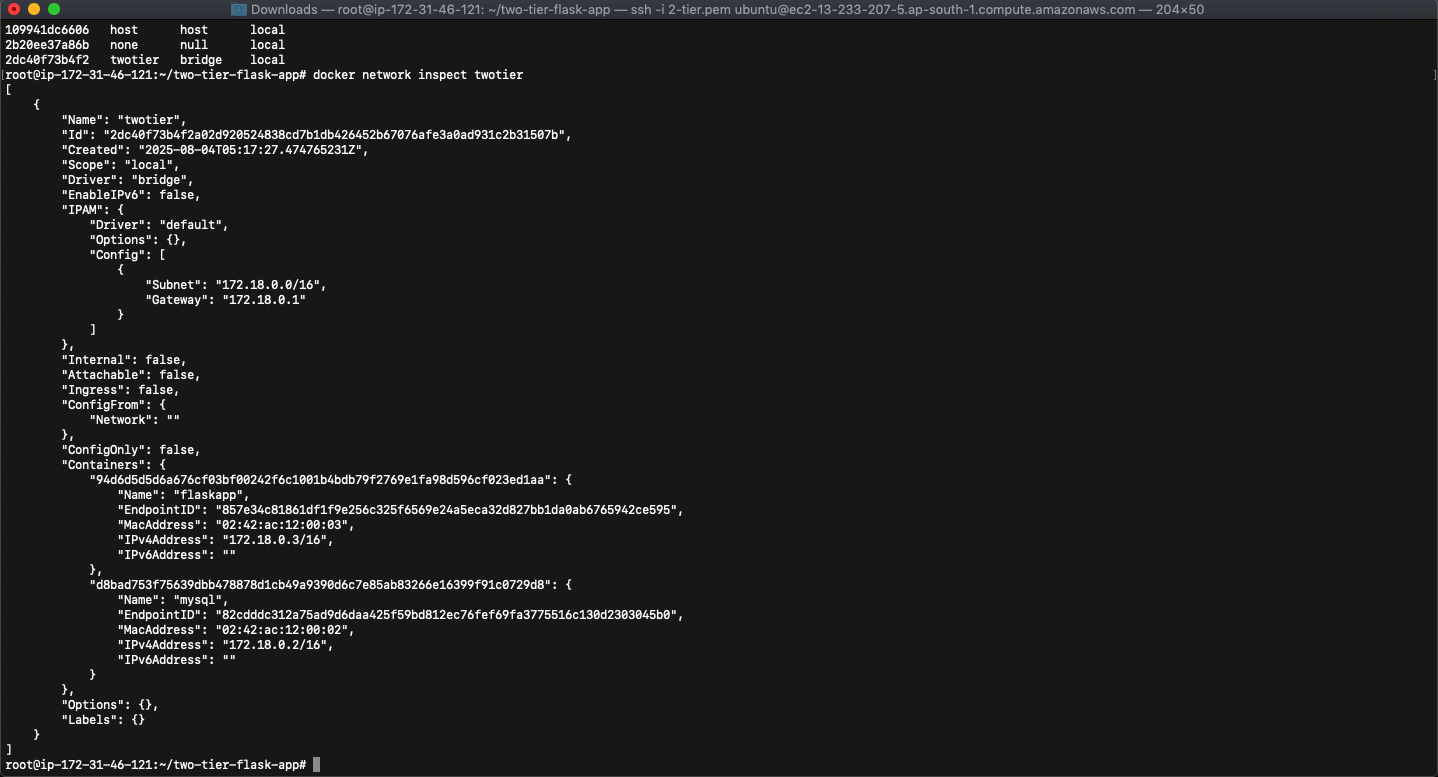 Downloads — root@ip-172-31-46-121: ~/two-tier-flask-app — ssh -i 2-tier.pem ubuntu@ec2-13-233-207-5.ap-south-1.compute.amazonaws.com — 204×50
109941dc6606   host      host      local
2b20ee37a86b   none      null      local
2dc40f73b4f2   twotier   bridge    local
[root@ip-172-31-46-121:~/two-tier-flask-app# docker network inspect twotier ]
[
    {
        "Name": "twotier",
        "Id": "2dc40f73b4f2a02d920524838cd7b1db426452b67076afe3a0ad931c2b31507b",
        "Created": "2025-08-04T05:17:27.474765231Z",
        "Scope": "local",
        "Driver": "bridge",
        "EnableIPv6": false,
        "IPAM": {
            "Driver": "default",
            "Options": {},
            "Config": [
                {
                    "Subnet": "172.18.0.0/16",
                    "Gateway": "172.18.0.1"
                }
            ]
        },
        "Internal": false,
        "Attachable": false,
        "Ingress": false,
        "ConfigFrom": {
            "Network": ""
        },
        "ConfigOnly": false,
        "Containers": {
            "94d6d5d5d6a676cf03bf00242f6c1001b4bdb79f2769e1fa98d596cf023ed1aa": {
                "Name": "flaskapp",
                "EndpointID": "857e34c81861df1f9e256c325f6569e24a5eca32d827bb1da0ab6765942ce595",
                "MacAddress": "02:42:ac:12:00:03",
                "IPv4Address": "172.18.0.3/16",
                "IPv6Address": ""
            },
            "d8bad753f75639dbb478878d1cb49a9390d6c7e85ab83266e16399f91c0729d8": {
                "Name": "mysql",
                "EndpointID": "82cdddc312a75ad9d6daa425f59bd812ec76fef69fa3775516c130d2303045b0",
                "MacAddress": "02:42:ac:12:00:02",
                "IPv4Address": "172.18.0.2/16",
                "IPv6Address": ""
            }
        },
        "Options": {},
        "Labels": {}
    }
]
root@ip-172-31-46-121:~/two-tier-flask-app#